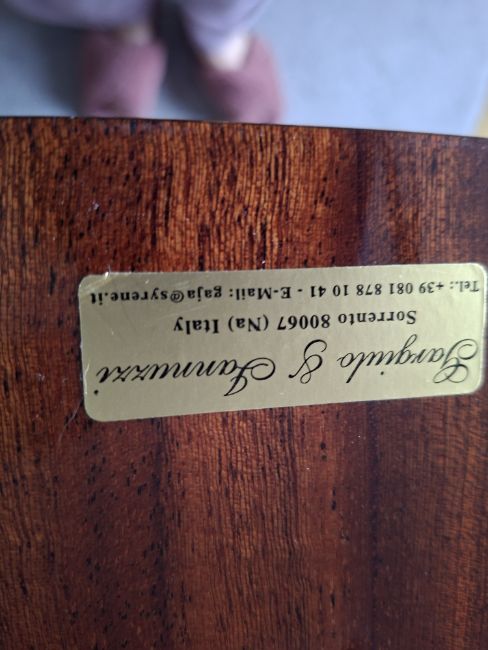 Gargiulo & Jannuzzi
Sorrento 80067 (Na) Italy
Tel.: +39 081 878 10 41 - E-Mail: gaja@syrene.it